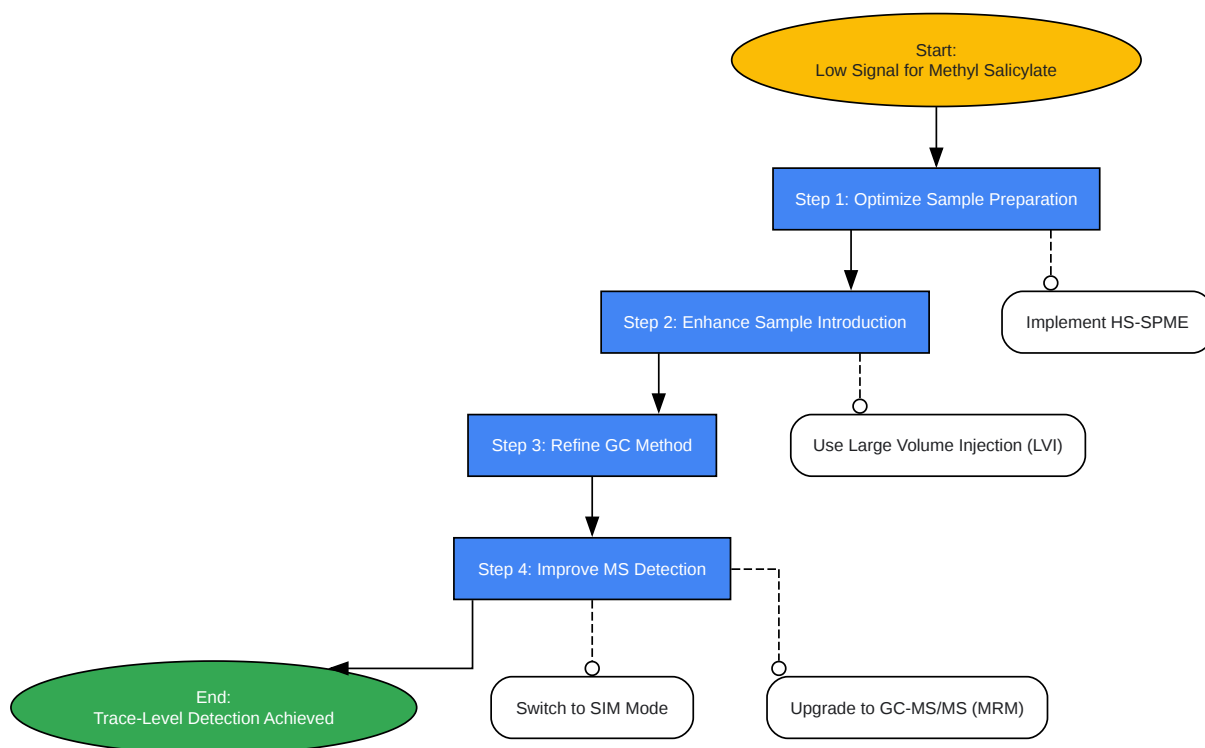 Start:
Low Signal for Methyl Salicylate
Step 1: Optimize Sample Preparation
Step 2: Enhance Sample Introduction
Implement HS-SPME
Step 3: Refine GC Method
Use Large Volume Injection (LVI)
Step 4: Improve MS Detection
End:
Trace-Level Detection Achieved
Switch to SIM Mode
Upgrade to GC-MS/MS (MRM)